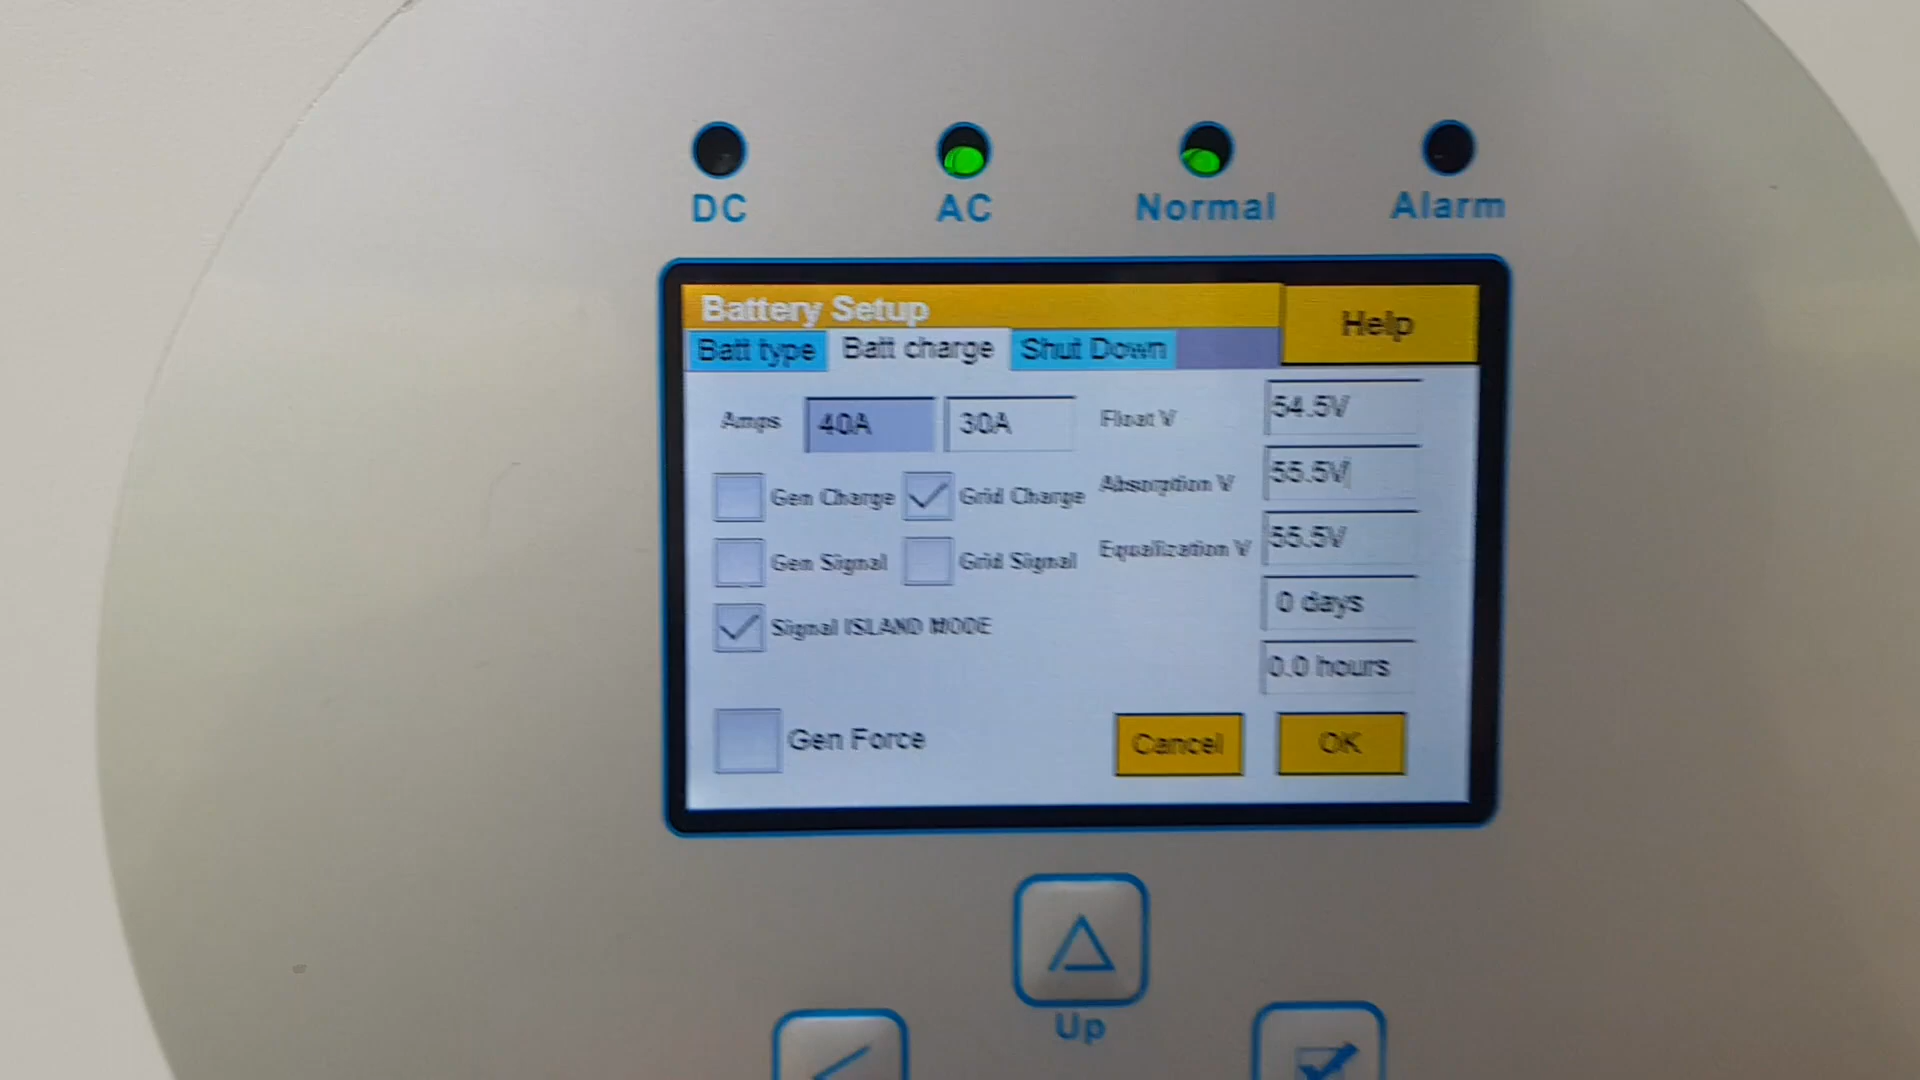 DC AC Normal Alarm
Battery Setup Help
Batt type Batt charge Shut Down
Amps 40A 30A Float V 54.5V
Gen Charge Grid Charge Absorption V 55.5V
Gen Signal Grid Signal Equalization V 55.5V
0 days
Signal ISLAND MODE
0.0 hours
Gen Force Cancel OK
Up